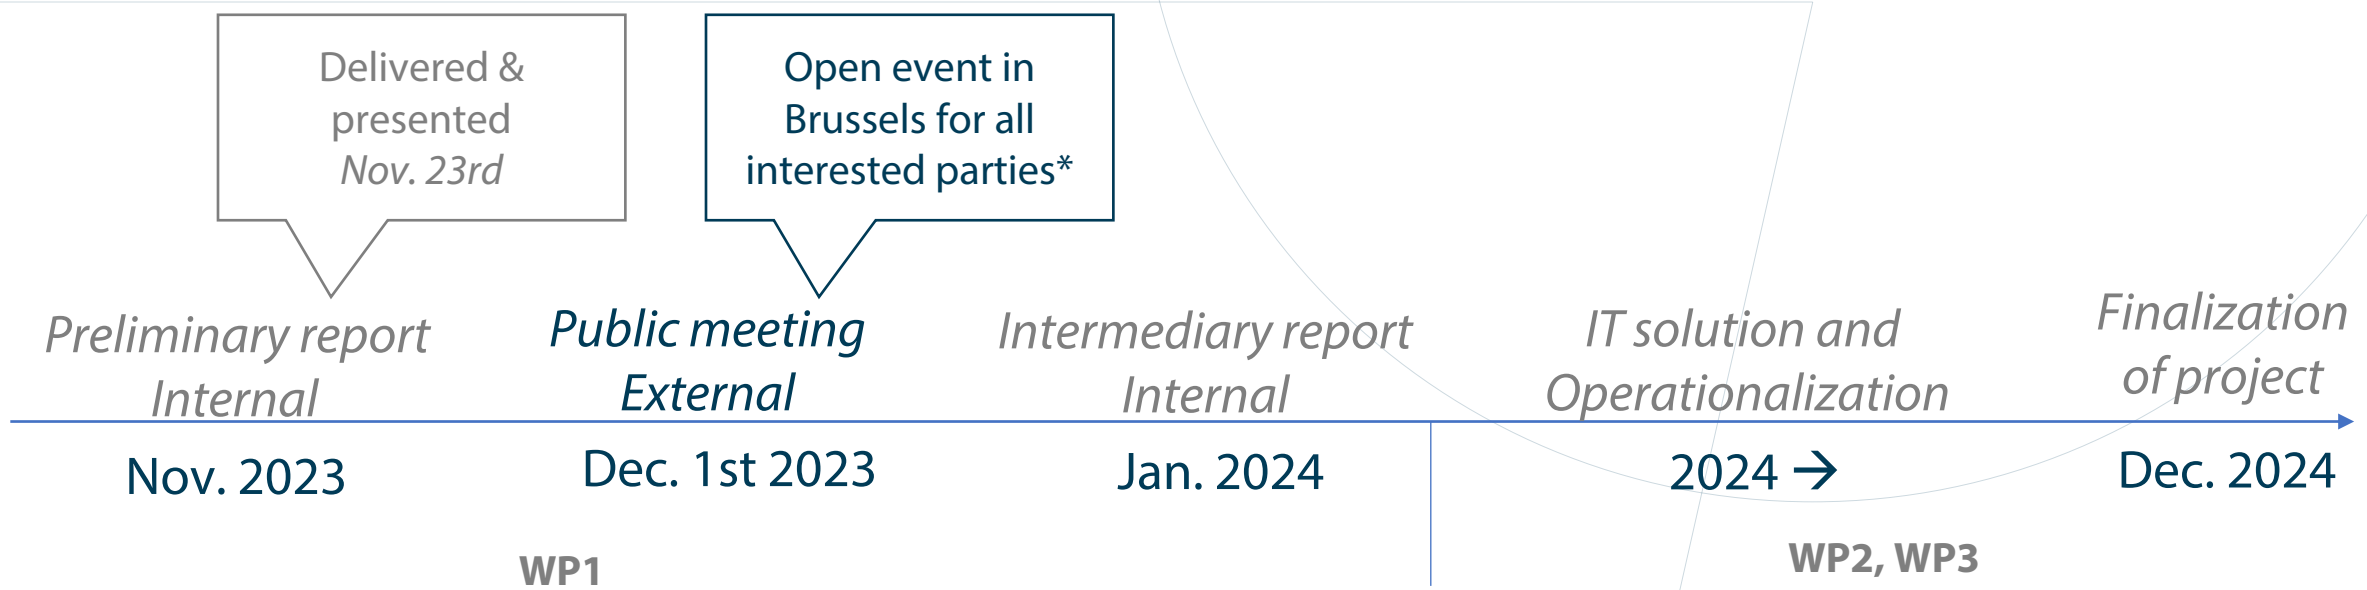 Delivered &
presented
Nov. 23rd
Open event in
Brussels for all
interested parties*
Preliminary report
Internal
Public meeting
External
Intermediary report
Internal
IT solution and
Operationalization
Finalization
of project
Nov. 2023
Dec. 1st 2023
Jan. 2024
2024 →
Dec. 2024
WP1
WP2, WP3